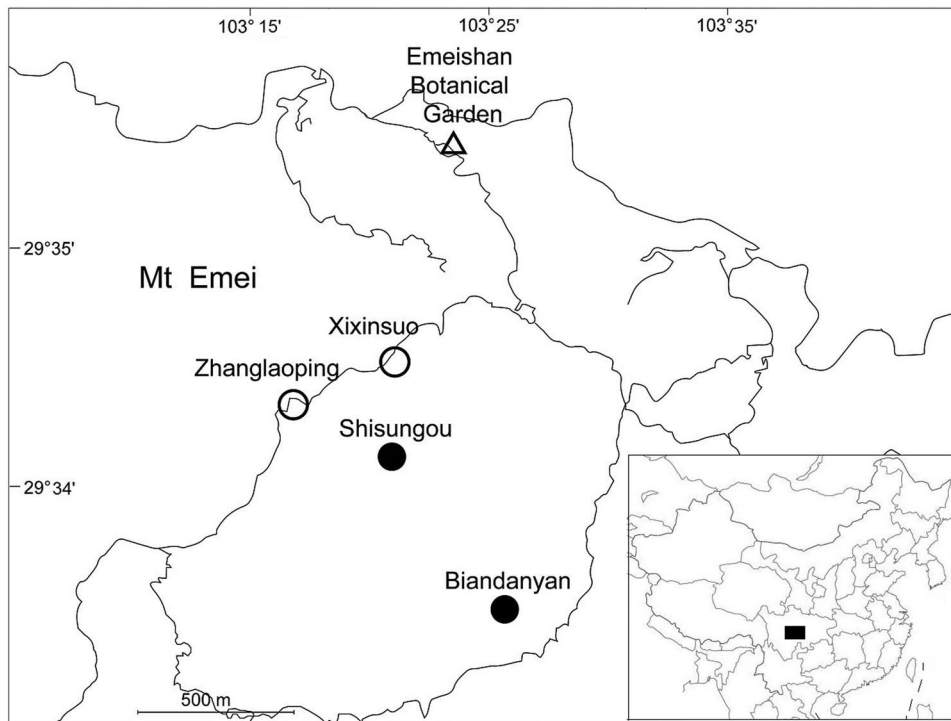 103° 15'
103° 25'
103° 35'
Emeishan
Botanical
Garden
29°35'
Mt Emei
Xixinsuo
Zhanglaoping
Shisungou
29°34'
Biandanyan
500 m